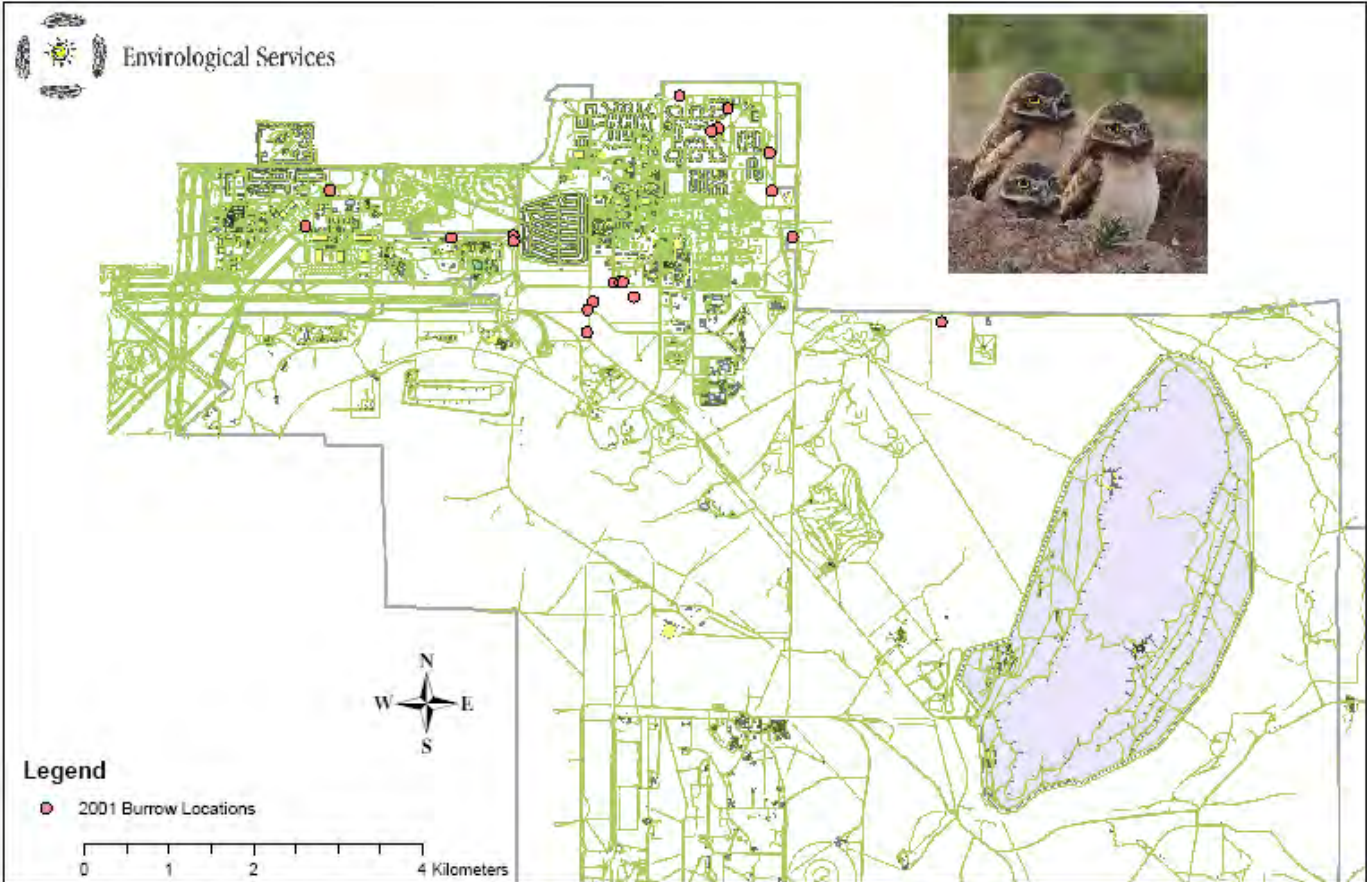 Envirological Services
N
W E
S
Legend
2001 Burrow Locations
0 1 2 4 Kilometers